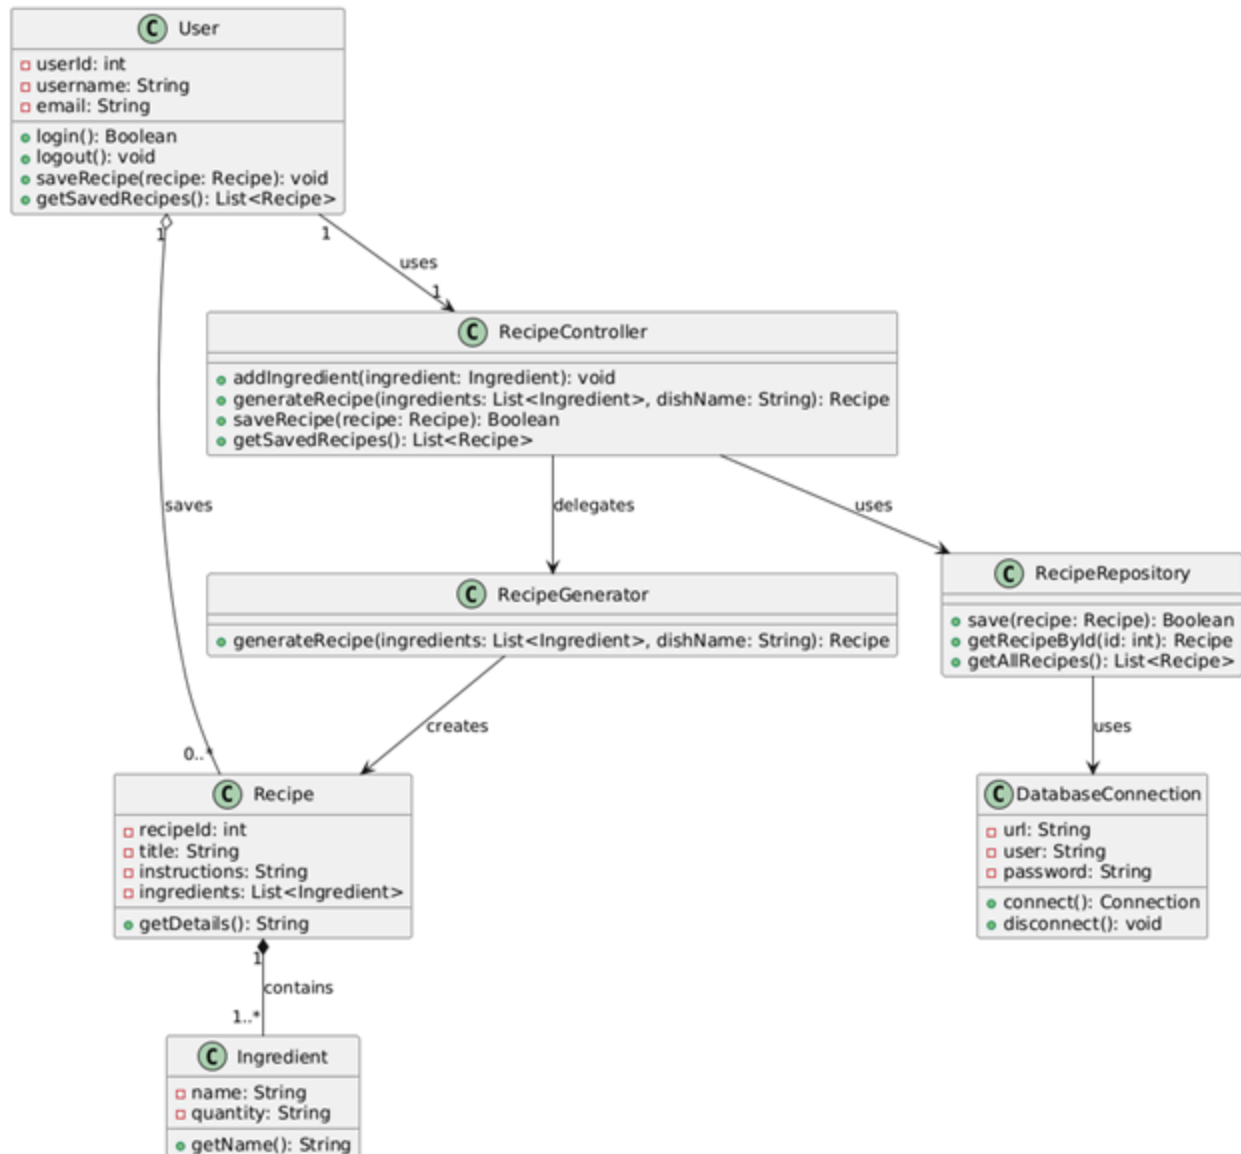 C User
userId: int
username: String
email: String
login(): Boolean
logout(): void
saveRecipe(recipe: Recipe): void
getSavedRecipes(): List<Recipe>
1
1
uses
1
C RecipeController
addIngredient(ingredient: Ingredient): void
generateRecipe(ingredients: List<Ingredient>, dishName: String): Recipe
saveRecipe(recipe: Recipe): Boolean
getSavedRecipes(): List<Recipe>
saves
delegates
uses
C RecipeGenerator
generateRecipe(ingredients: List<Ingredient>, dishName: String): Recipe
C RecipeRepository
save(recipe: Recipe): Boolean
getRecipeById(id: int): Recipe
getAllRecipes(): List<Recipe>
creates
uses
0..*
C Recipe
recipeId: int
title: String
instructions: String
ingredients: List<Ingredient>
getDetails(): String
C DatabaseConnection
url: String
user: String
password: String
connect(): Connection
disconnect(): void
1
contains
1..*
C Ingredient
name: String
quantity: String
getName(): String